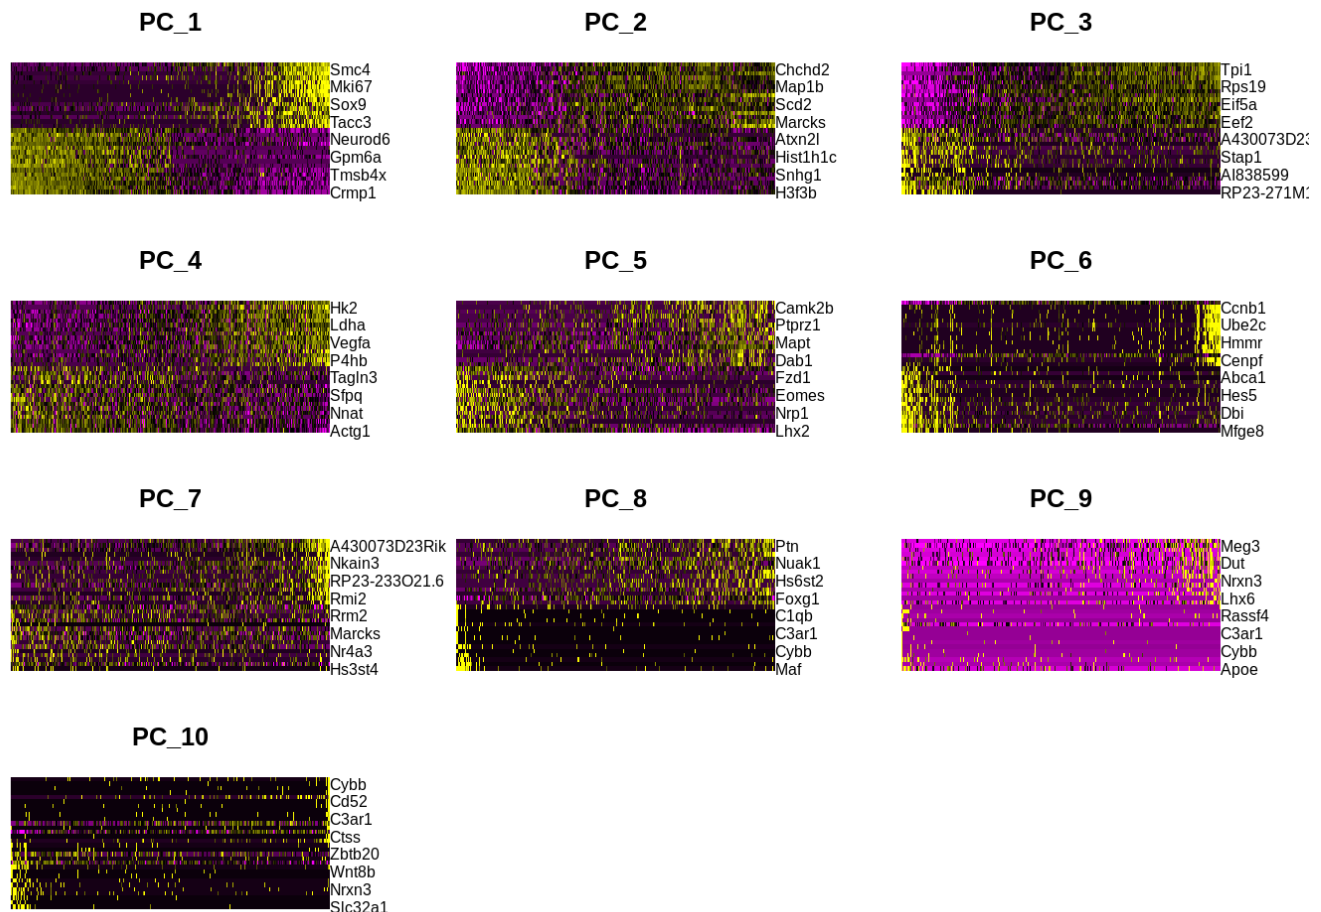 PC_1
PC_2
PC_3
Smc4
Mki67
Sox9
Tacc3
Neurod6
Gpm6a
Tmsb4x
Crmp1
Chchd2
Map1b
Scd2
Marcks
Atxn2l
Hist1h1c
Snhg1
H3f3b
Tpi1
Rps19
Eif5a
Eef2
A430073D23
Stap1
AI838599
RP23-271M1
PC_4
PC_5
PC_6
Hk2
Ldha
Vegfa
P4hb
Tagln3
Sfpq
Nnat
Actg1
Camk2b
Ptprz1
Mapt
Dab1
Fzd1
Eomes
Nrp1
Lhx2
Ccnb1
Ube2c
Hmmr
Cenpf
Abca1
Hes5
Dbi
Mfge8
PC_7
PC_8
PC_9
A430073D23Rik
Nkain3
RP23-233O21.6
Rmi2
Rrm2
Marcks
Nr4a3
Hs3st4
Ptn
Nuak1
Hs6st2
Foxg1
C1qb
C3ar1
Cybb
Maf
Meg3
Dut
Nrxn3
Lhx6
Rassf4
C3ar1
Cybb
Apoe
PC_10
Cybb
Cd52
C3ar1
Ctss
Zbtb20
Wnt8b
Nrxn3
Slc32a1